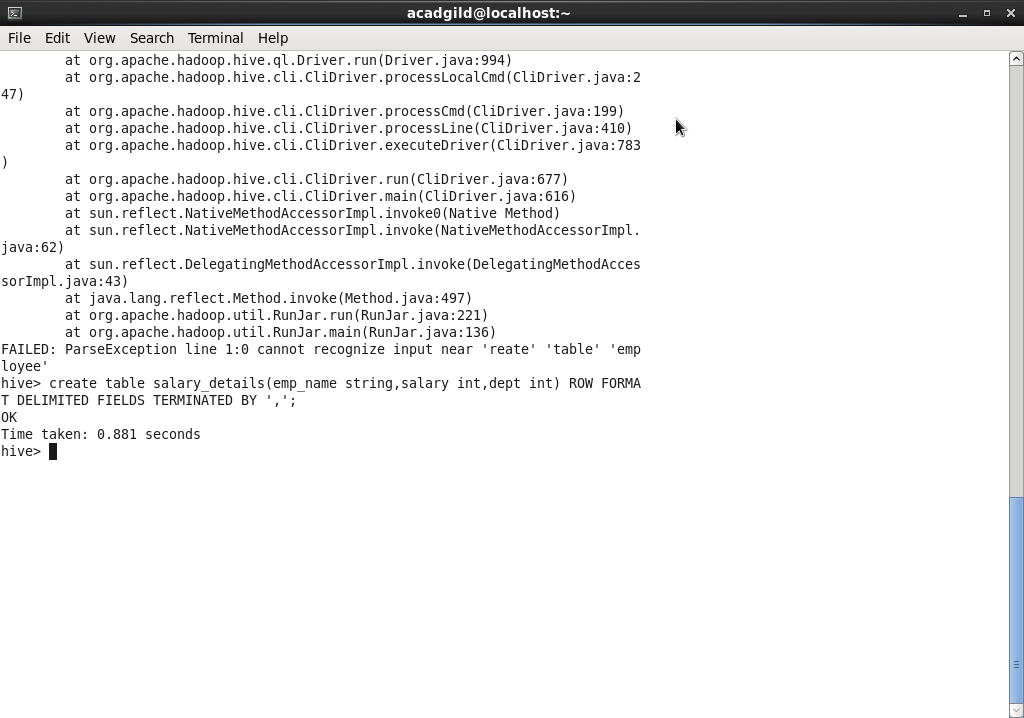 acadgild@localhost:~
File Edit View Search Terminal Help
        at org.apache.hadoop.hive.ql.Driver.run(Driver.java:994)
        at org.apache.hadoop.hive.cli.CliDriver.processLocalCmd(CliDriver.java:2
47)
        at org.apache.hadoop.hive.cli.CliDriver.processCmd(CliDriver.java:199)
        at org.apache.hadoop.hive.cli.CliDriver.processLine(CliDriver.java:410)
        at org.apache.hadoop.hive.cli.CliDriver.executeDriver(CliDriver.java:783
)
        at org.apache.hadoop.hive.cli.CliDriver.run(CliDriver.java:677)
        at org.apache.hadoop.hive.cli.CliDriver.main(CliDriver.java:616)
        at sun.reflect.NativeMethodAccessorImpl.invoke0(Native Method)
        at sun.reflect.NativeMethodAccessorImpl.invoke(NativeMethodAccessorImpl.
java:62)
        at sun.reflect.DelegatingMethodAccessorImpl.invoke(DelegatingMethodAcces
sorImpl.java:43)
        at java.lang.reflect.Method.invoke(Method.java:497)
        at org.apache.hadoop.util.RunJar.run(RunJar.java:221)
        at org.apache.hadoop.util.RunJar.main(RunJar.java:136)
FAILED: ParseException line 1:0 cannot recognize input near 'reate' 'table' 'emp
loyee'
hive> create table salary_details(emp_name string,salary int,dept int) ROW FORMA
T DELIMITED FIELDS TERMINATED BY ',';
OK
Time taken: 0.881 seconds
hive>